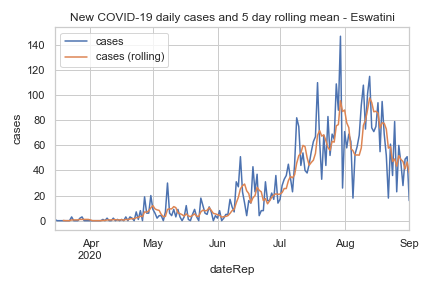 New COVID-19 daily cases and 5 day rolling mean - Eswatini
cases
cases (rolling)
140
120
100
80
60
40
20
0
cases
Apr
2020
May
Jun
Jul
Aug
Sep
dateRep